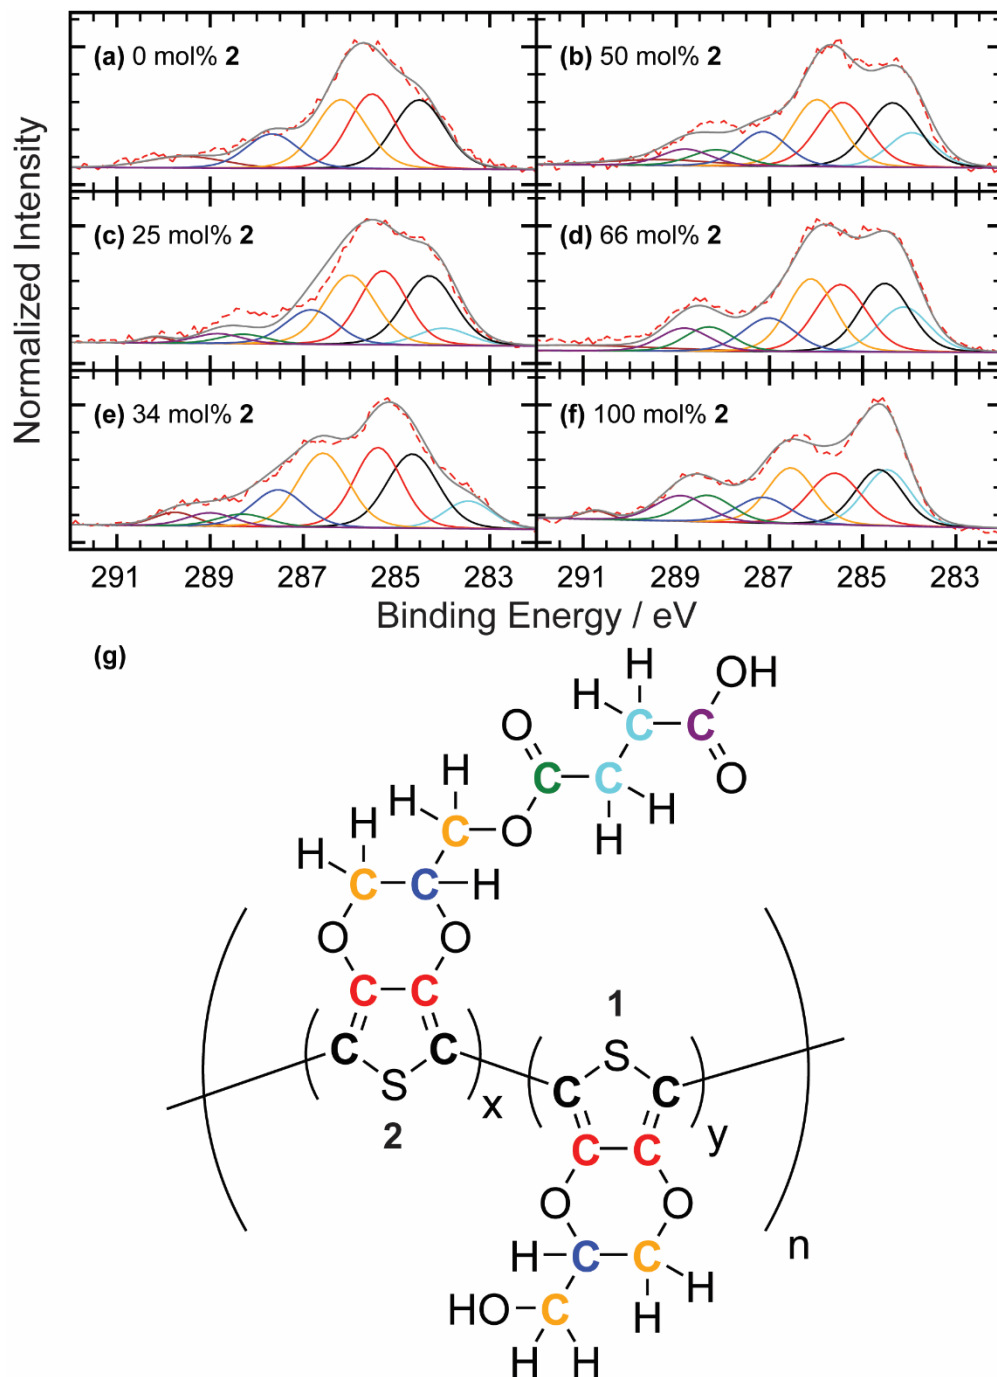 (a) 0 mol% 2
(b) 50 mol% 2
(c) 25 mol% 2
(d) 66 mol% 2
(e) 34 mol% 2
(f) 100 mol% 2
Normalized Intensity
291 289 287 285 283 291 289 287 285 283
Binding Energy / eV
(g)
H OH
H C C
O
C C O
H H
H O H
H C
H C C H
O O
C C
1
C C S
S C C
x y
2
C C
O O
n
H C C
H
HO C H
H H